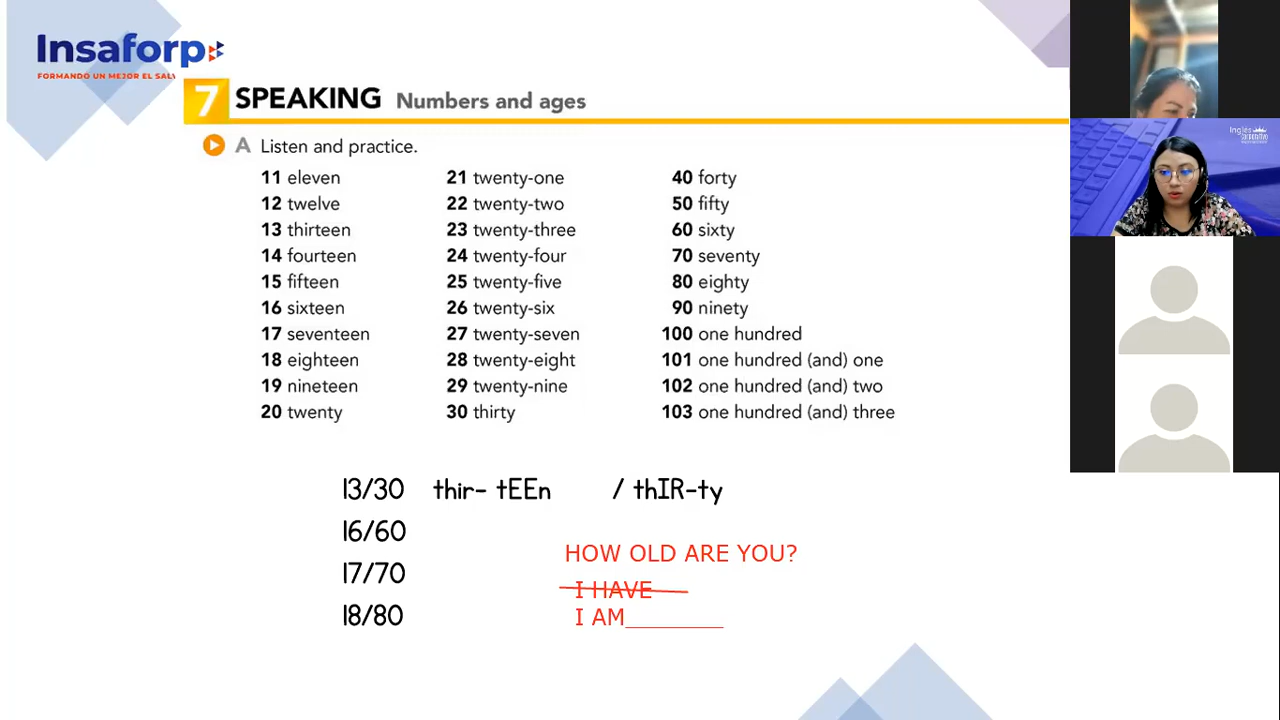 Insaforp
FORMANDO UN MEJOR EL SALV
7 SPEAKING Numbers and ages
A Listen and practice.
11 eleven 21 twenty-one 40 forty
12 twelve 22 twenty-two 50 fifty
13 thirteen 23 twenty-three 60 sixty
14 fourteen 24 twenty-four 70 seventy
15 fifteen 25 twenty-five 80 eighty
16 sixteen 26 twenty-six 90 ninety
17 seventeen 27 twenty-seven 100 one hundred
18 eighteen 28 twenty-eight 101 one hundred (and) one
19 nineteen 29 twenty-nine 102 one hundred (and) two
20 twenty 30 thirty 103 one hundred (and) three
13/30 thir- tEEn / thIR-ty
16/60
17/70
18/80
HOW OLD ARE YOU?
I HAVE
I AM________
Ingles